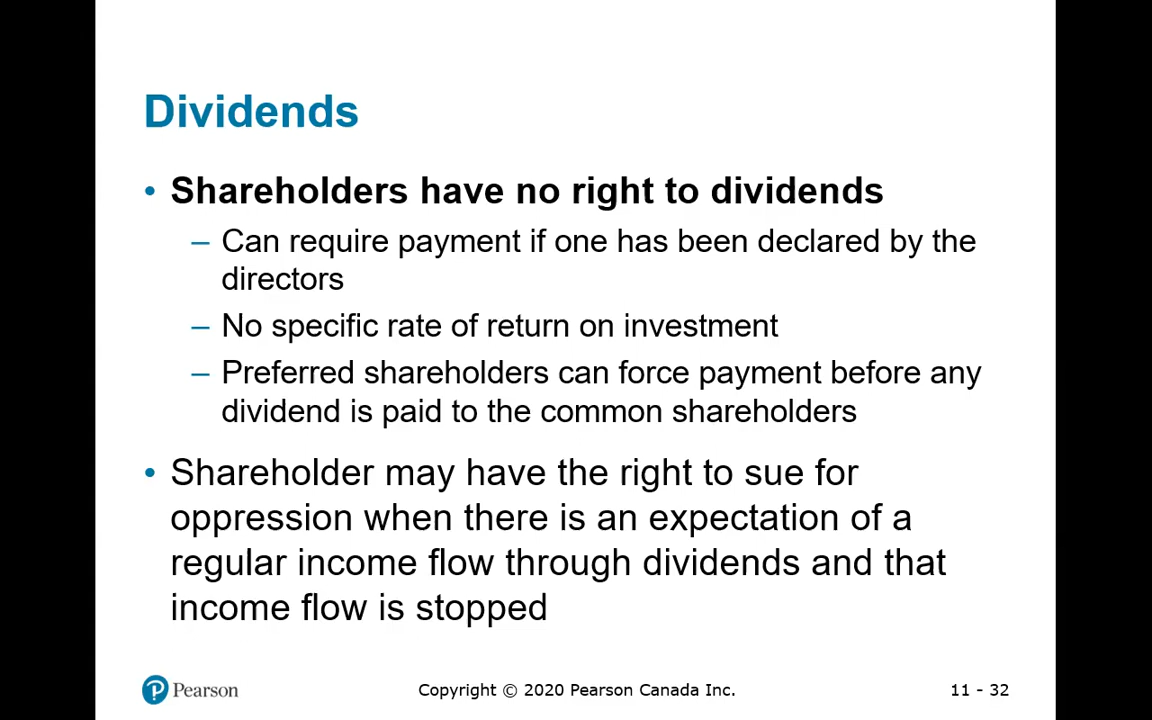 Dividends
• Shareholders have no right to dividends
– Can require payment if one has been declared by the
directors
– No specific rate of return on investment
– Preferred shareholders can force payment before any
dividend is paid to the common shareholders
• Shareholder may have the right to sue for
oppression when there is an expectation of a
regular income flow through dividends and that
income flow is stopped
P Pearson Copyright © 2020 Pearson Canada Inc. 11 - 32